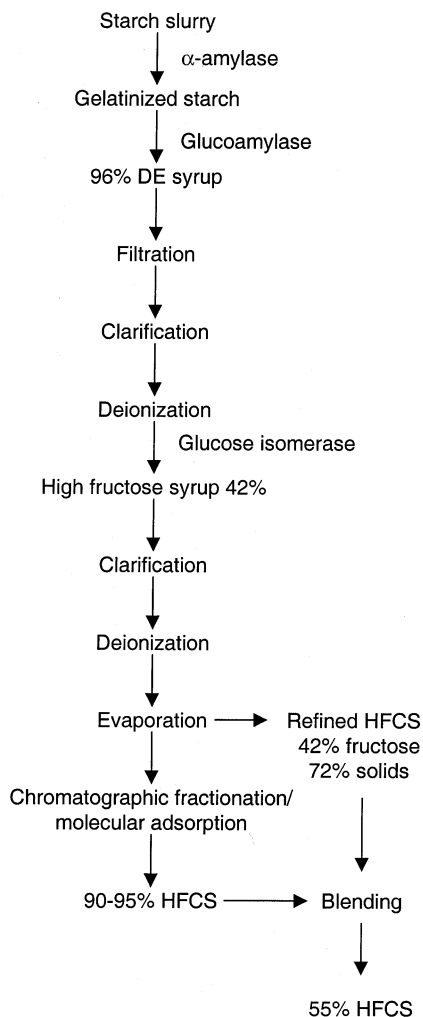 Starch slurry
α-amylase
Gelatinized starch
Glucoamylase
96% DE syrup
Filtration
Clarification
Deionization
Glucose isomerase
High fructose syrup 42%
Clarification
Deionization
Evaporation
Refined HFCS
42% fructose
72% solids
Chromatographic fractionation/
molecular adsorption
90-95% HFCS
Blending
55% HFCS